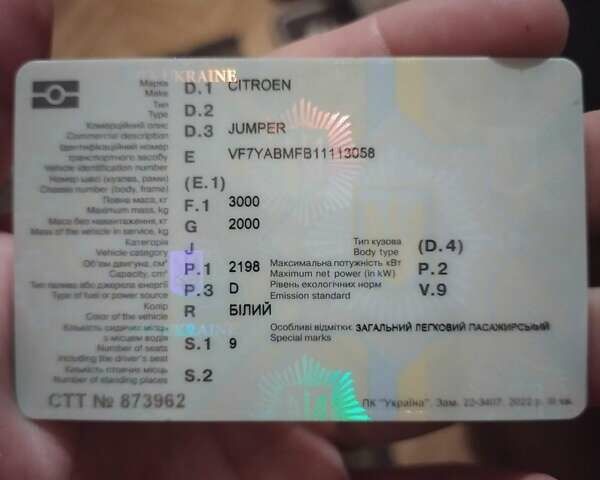 UKRAINE
Марка
Make D.1 CITROEN
Тип
Type D.2
Комерційний опис
Commercial description D.3 JUMPER
Ідентифікаційний номер
транспортного засобу E VF7YABMFB11113058
Vehicle identification number
Номер шасі (кузова, рами) (E.1)
Chassis number (body, frame)
Повна маса, кг F.1 3000
Maximum mass, kg
Маса без навантаження, кг G 2000
Mass of the vehicle in service, kg
Категорія J Тип кузова (D.4)
Vehicle category Body type
Об'єм двигуна, см³ P.1 2198 Максимальна потужність кВт P.2
Capacity, cm³ Maximum net power (in kW)
Тип палива або джерела енергії P.3 D Рівень екологічних норм V.9
Type of fuel or power source Emission standard
Колір R БІЛИЙ
Color of the vehicle
Кількість сидячих місць Особливі відмітки: ЗАГАЛЬНИЙ ЛЕГКОВИЙ ПАСАЖИРСЬКИЙ
з місцем водія S.1 9 Special marks
Number of seats
including the driver's seat
Кількість стоячих місць S.2
Number of standing places
СТТ № 873962 ПК "Україна". Зам. 22-3407. 2022 р. III кв.